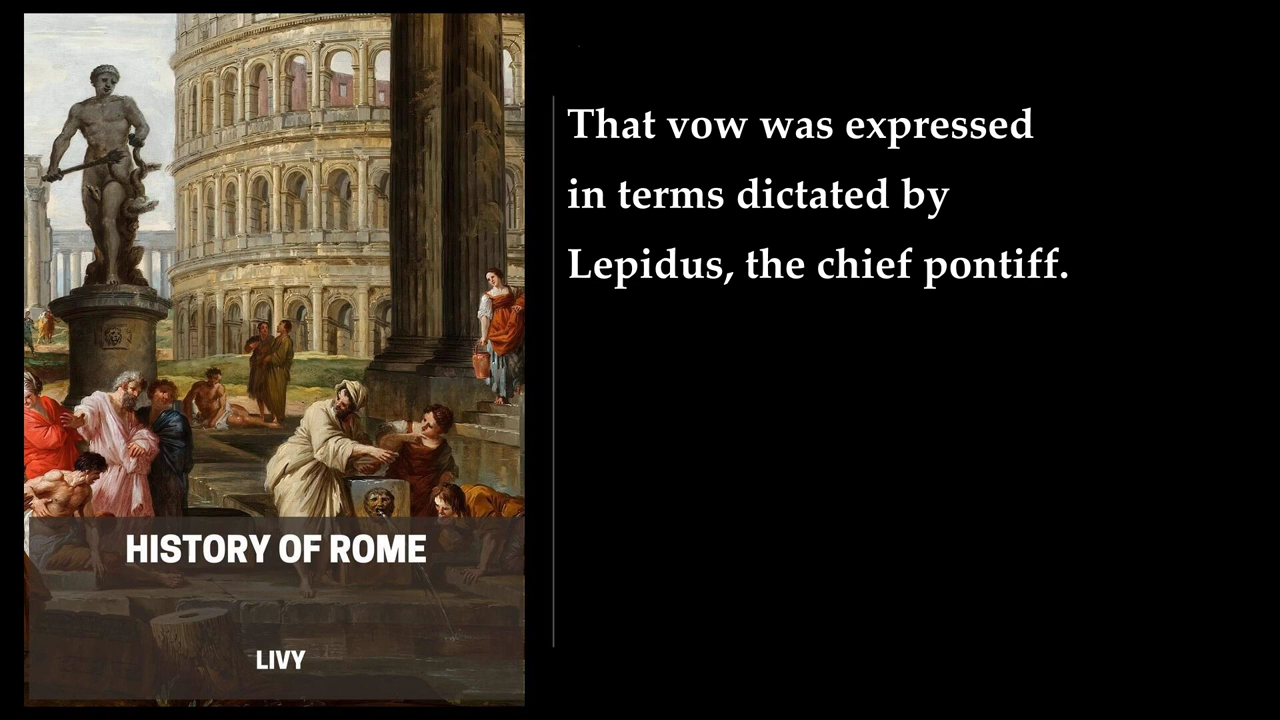 HISTORY OF ROME
LIVY
That vow was expressed
in terms dictated by
Lepidus, the chief pontiff.